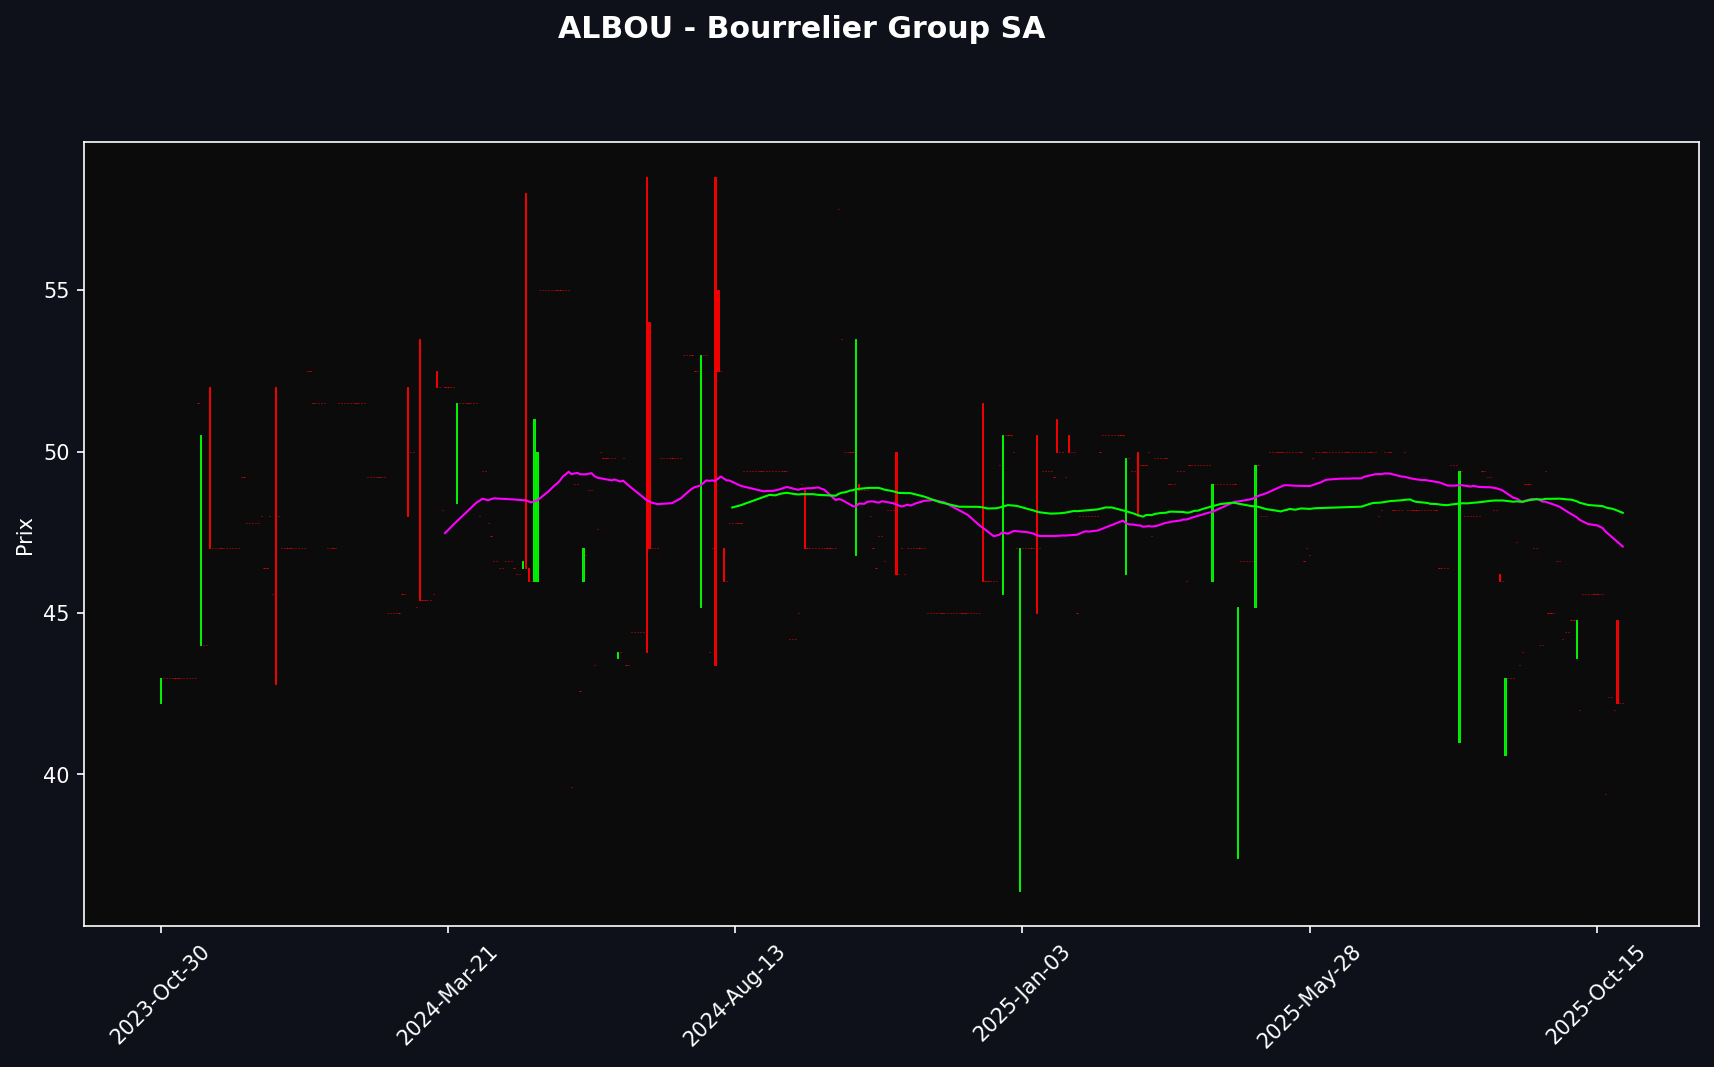 ALBOU - Bourrelier Group SA
Prix
55
50
45
40
2023-Oct-30
2024-Mar-21
2024-Aug-13
2025-Jan-03
2025-May-28
2025-Oct-15